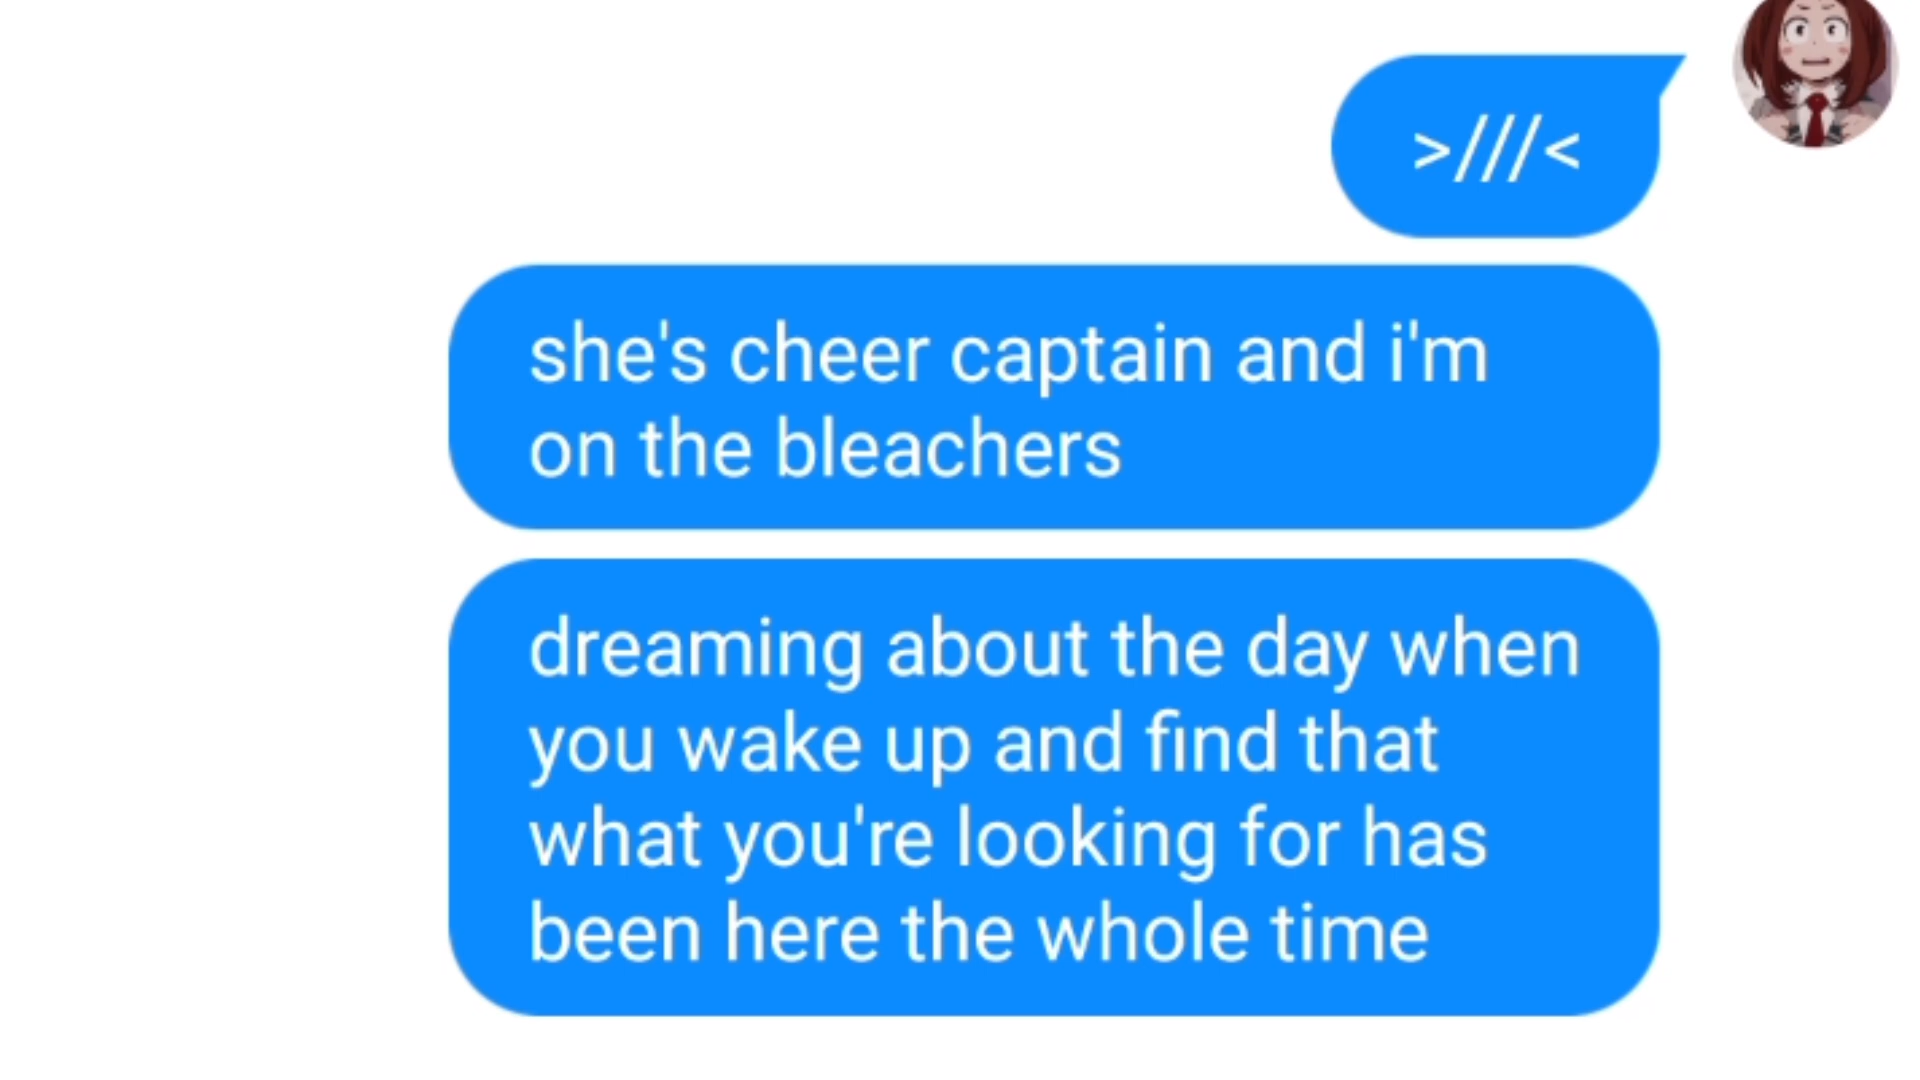 >///<
she's cheer captain and i'm
on the bleachers
dreaming about the day when
you wake up and find that
what you're looking for has
been here the whole time